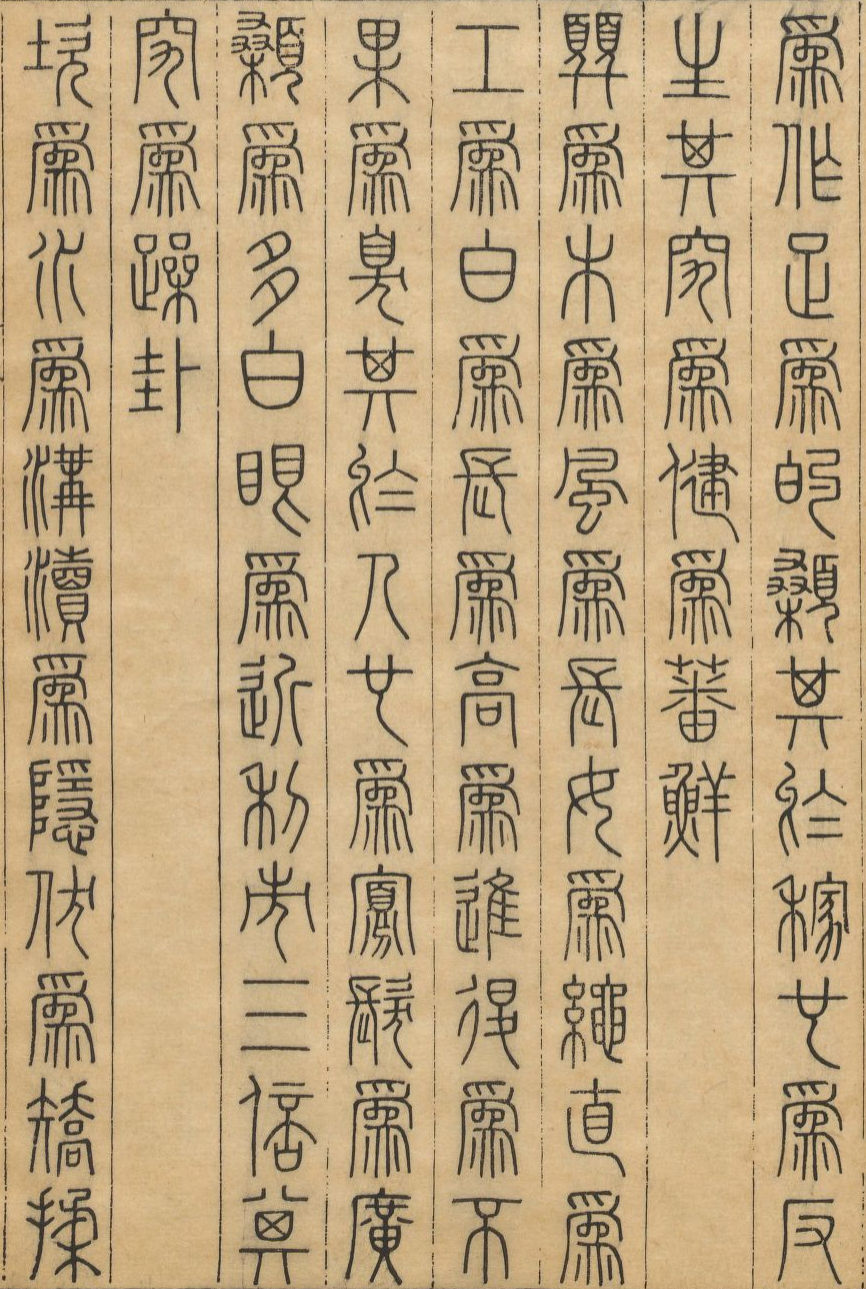 爲作足爲的顙其於稼也爲反
生其究爲健爲蕃鮮
巽爲木爲風爲長女爲繩直爲
工爲白爲長爲高爲進退爲不
果爲臭其於人也爲寡髮爲廣
顙爲多白眼爲近利市三倍其
究爲躁卦
坎爲水爲溝瀆爲隱伏爲矯揉